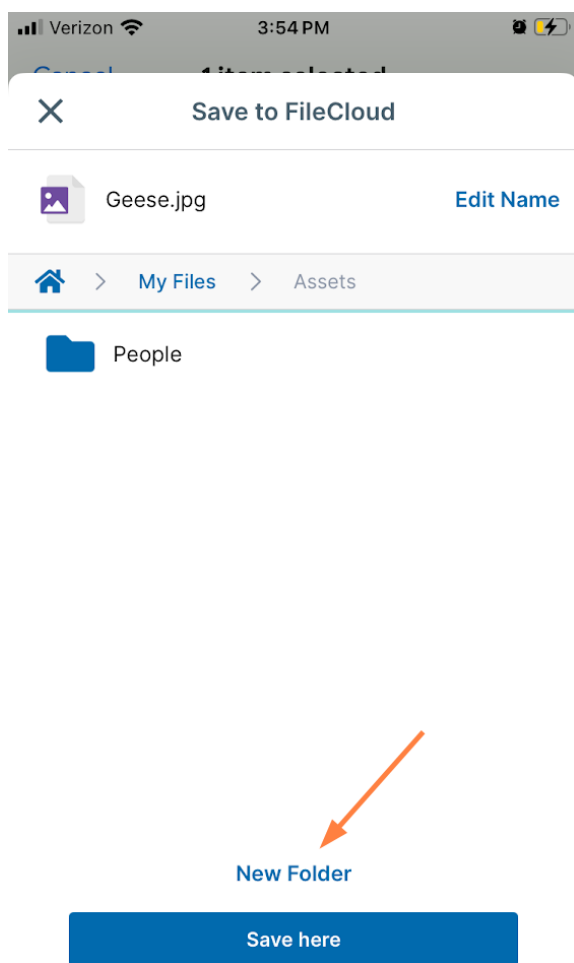 Verizon 3:54 PM
Save to FileCloud
Geese.jpg Edit Name
My Files > Assets
People
New Folder
Save here